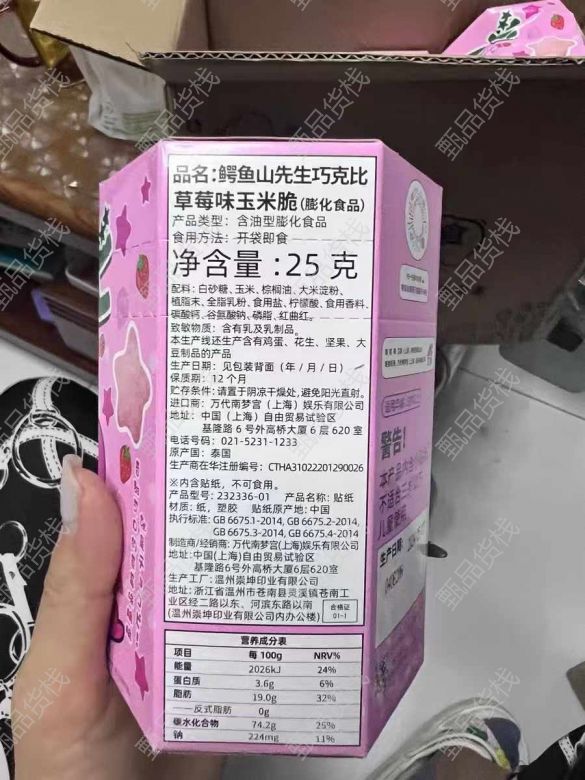 品名:鳄鱼山先生巧克比
草莓味玉米脆(膨化食品)
产品类型: 含油型膨化食品
食用方法: 开袋即食
净含量:25 克
配料: 白砂糖、玉米、棕榈油、大米淀粉、
植脂末、全脂乳粉、食用盐、柠檬酸、食用香料、
碳酸钙、谷氨酸钠、磷脂、红曲红。
致敏物质: 含有乳及乳制品。
本生产线还生产含有鸡蛋、花生、坚果、大
豆制品的产品
生产日期: 见包装背面 (年 / 月 / 日)
保质期: 12 个月
贮存条件: 请置于阴凉干燥处, 避免阳光直射。
进口商: 万代南梦宫 (上海) 娱乐有限公司
地址: 中国 (上海) 自由贸易试验区
基隆路 6 号外高桥大厦 6 层 620 室
电话号码: 021-5231-1233
原产国: 泰国
生产商在华注册编号: CTHA31022201290026
※内含贴纸, 不可食用。
产品型号: 232336-01 产品名称: 贴纸
材质: 纸, 塑胶 贴纸原产地: 中国
执行标准: GB 6675.1-2014, GB 6675.2-2014,
GB 6675.3-2014, GB 6675.4-2014
制造商/经销商: 万代南梦宫(上海)娱乐有限公司
地址:中国(上海)自由贸易试验区
基隆路6号外高桥大厦6层620室
生产工厂: 温州崇坤印业有限公司
地址: 浙江省温州市苍南县灵溪镇苍南工
业区经二路以东、河滨东路以南
(温州崇坤印业有限公司内办公楼)
合格证
01-1
营养成分表
项目 每 100g NRV%
能量 2026kJ 24%
蛋白质 3.6g 6%
脂肪 19.0g 32%
——反式脂肪 0g
碳水化合物 74.2g 25%
钠 224mg 11%
警告!
本产品内含小
不适合三
儿童使
生产日期:
甄品货栈